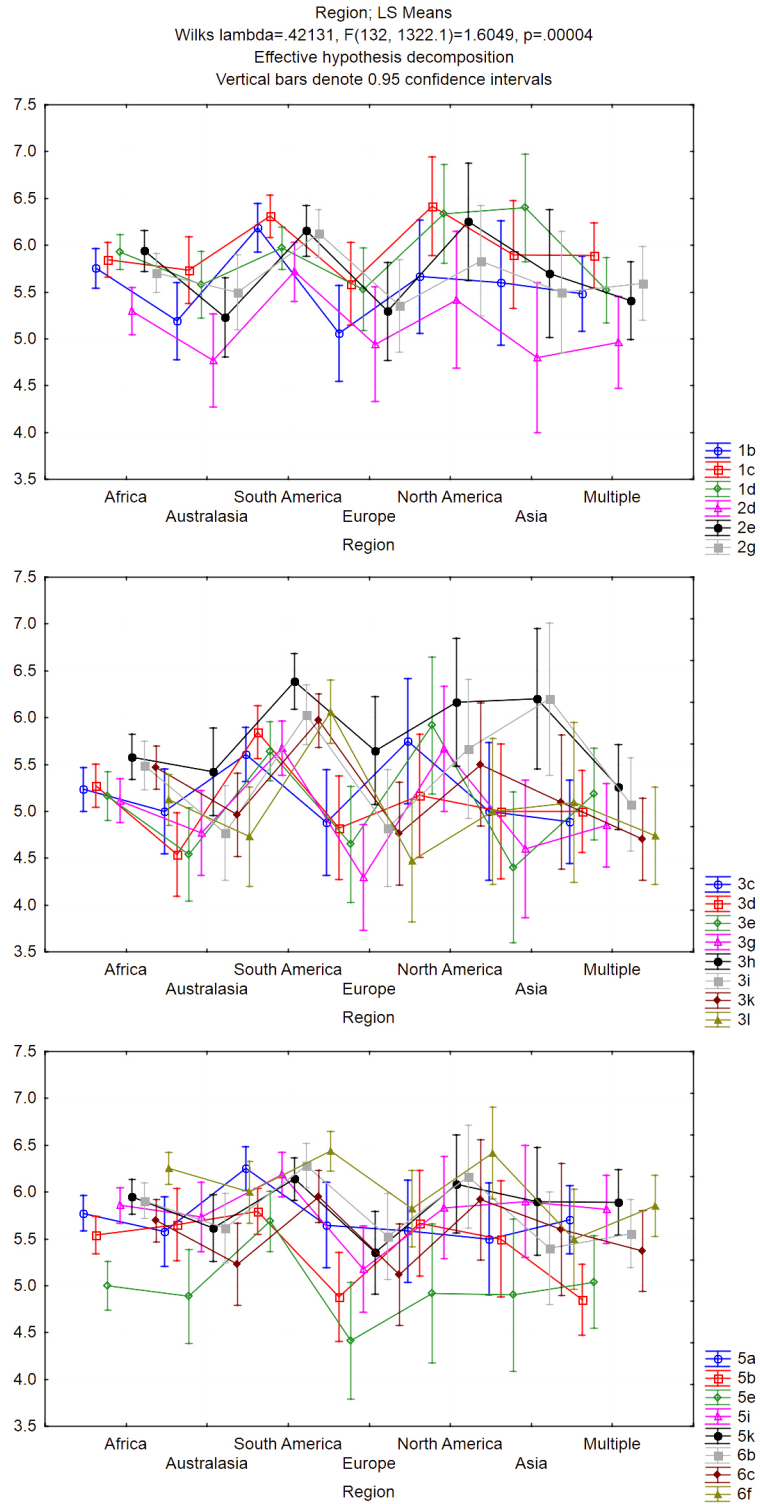 Region; LS Means
Wilks lambda=.42131, F(132, 1322.1)=1.6049, p=.00004
Effective hypothesis decomposition
Vertical bars denote 0.95 confidence intervals
7.5
7.0
6.5
6.0
5.5
5.0
4.5
4.0
3.5
Africa
Australasia
South America
Europe
North America
Asia
Multiple
Region
1b
1c
1d
2d
2e
2g
7.5
7.0
6.5
6.0
5.5
5.0
4.5
4.0
3.5
Africa
Australasia
South America
Europe
North America
Asia
Multiple
Region
3c
3d
3e
3g
3h
3i
3k
3l
7.5
7.0
6.5
6.0
5.5
5.0
4.5
4.0
3.5
Africa
Australasia
South America
Europe
North America
Asia
Multiple
Region
5a
5b
5e
5i
5k
6b
6c
6f